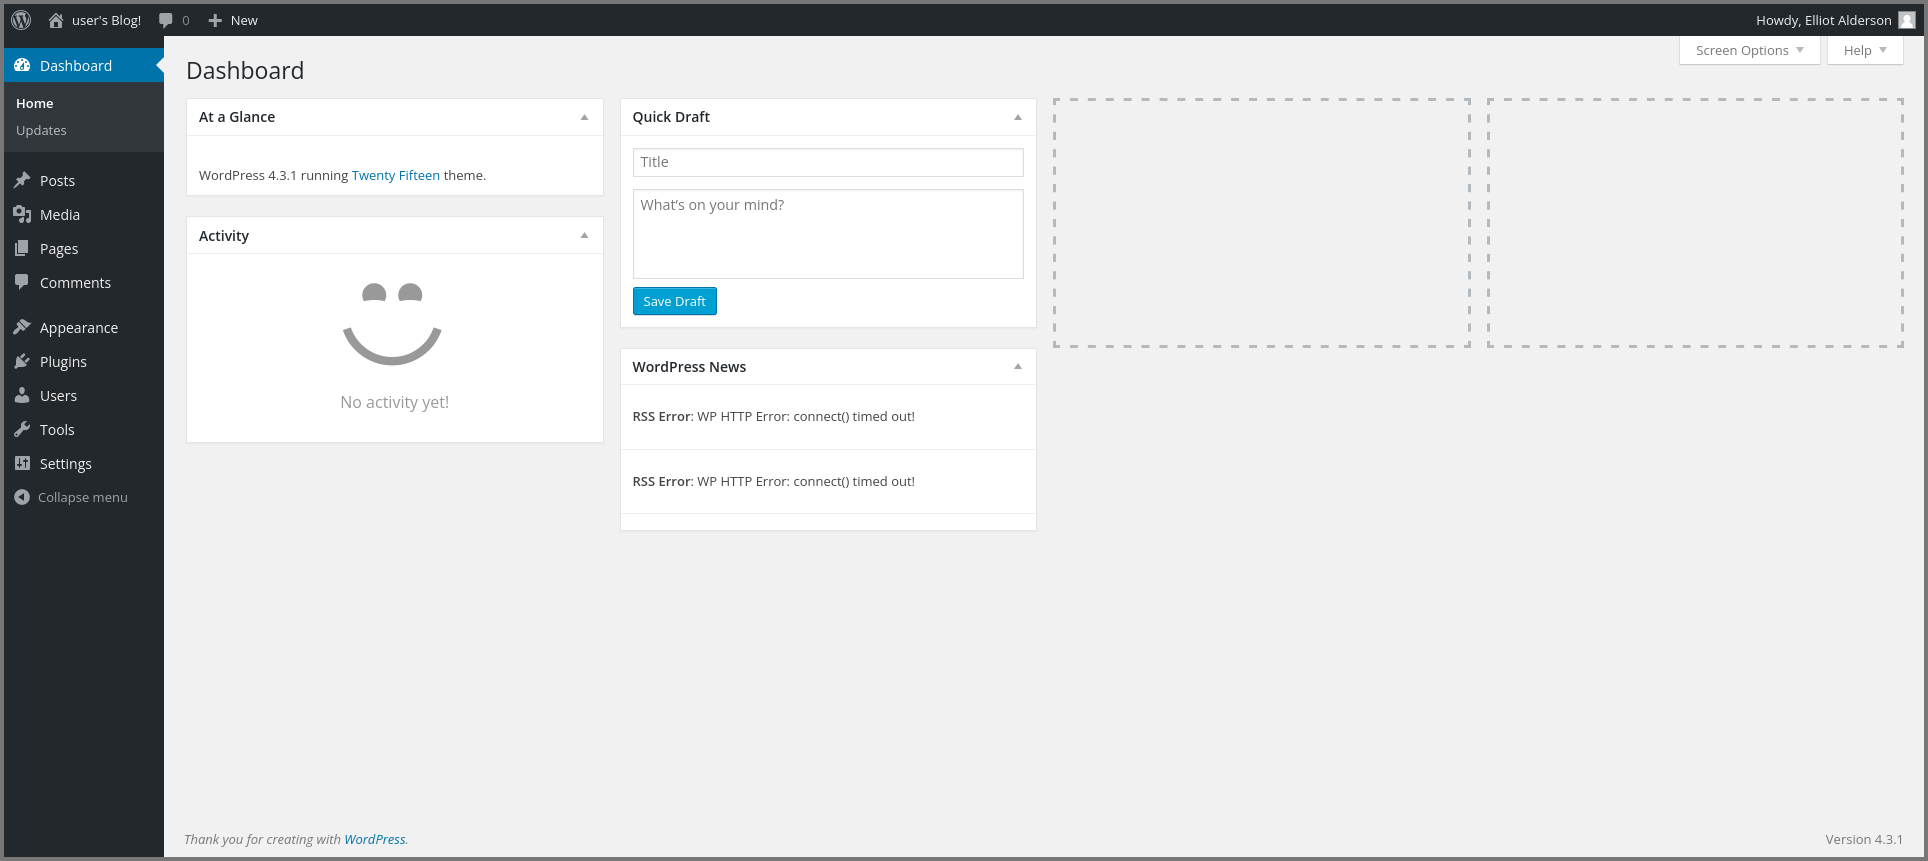 user's Blog!
0
New
Howdy, Elliot Alderson
Screen Options
Help
Dashboard
Home
Updates
Posts
Media
Pages
Comments
Appearance
Plugins
Users
Tools
Settings
Collapse menu
Dashboard
At a Glance
WordPress 4.3.1 running Twenty Fifteen theme.
Activity
No activity yet!
Quick Draft
Title
What's on your mind?
Save Draft
WordPress News
RSS Error: WP HTTP Error: connect() timed out!
RSS Error: WP HTTP Error: connect() timed out!
Thank you for creating with WordPress.
Version 4.3.1